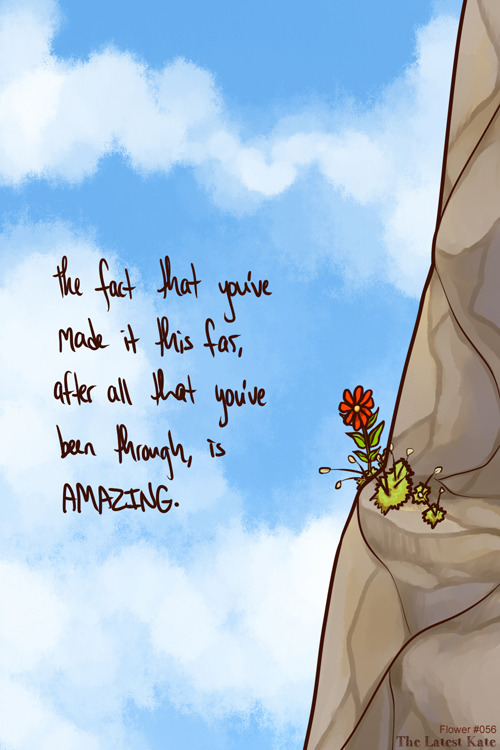 the fact that you've
made it this far,
after all that you've
been through, is
AMAZING.
Flower #056
The Latest Kate